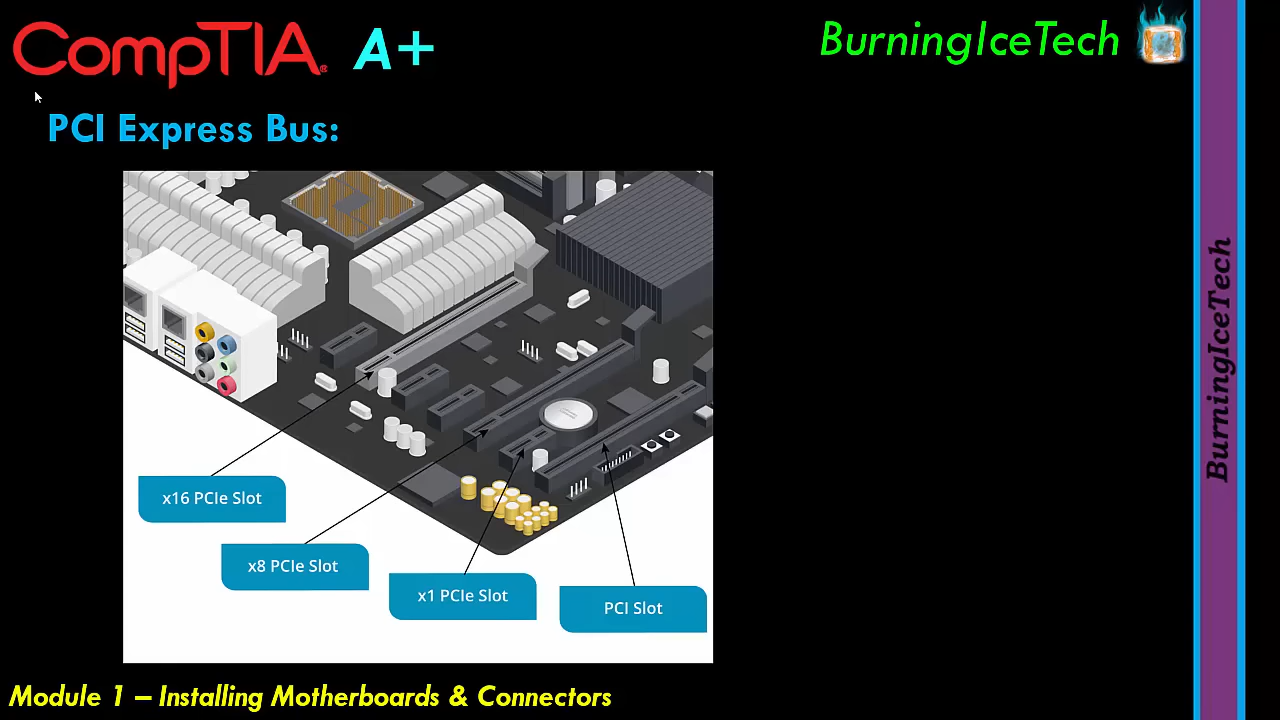 CompTIA. A+
BurningIceTech
PCI Express Bus:
x16 PCIe Slot
x8 PCIe Slot
x1 PCIe Slot
PCI Slot
Module 1 – Installing Motherboards & Connectors
BurningIceTech